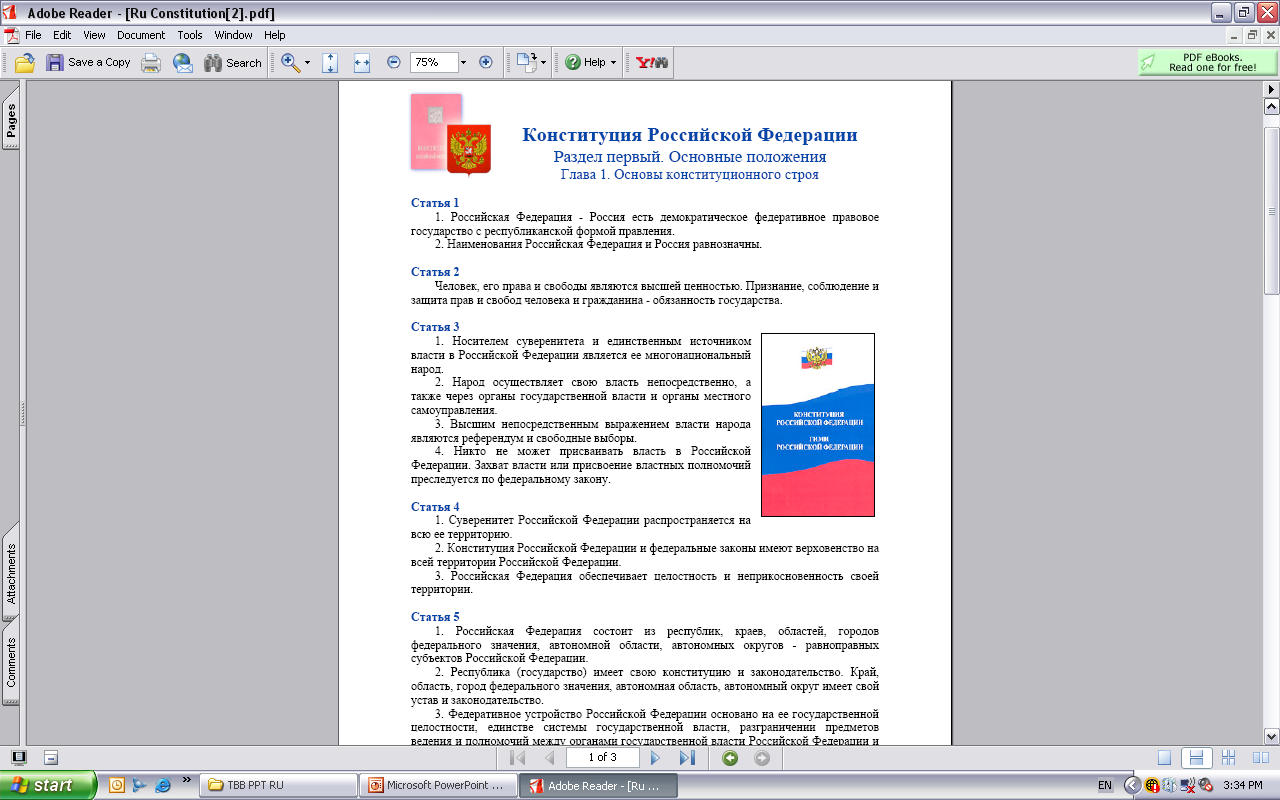 Adobe Reader - [Ru Constitution[2].pdf]
File Edit View Document Tools Window Help
Save a Copy Search 75% Help Y! PDF eBooks.
Read one for free!
Pages
Конституция Российской Федерации
Раздел первый. Основные положения
Глава 1. Основы конституционного строя
Статья 1
1. Российская Федерация - Россия есть демократическое федеративное правовое
государство с республиканской формой правления.
2. Наименования Российская Федерация и Россия равнозначны.
Статья 2
Человек, его права и свободы являются высшей ценностью. Признание, соблюдение и
защита прав и свобод человека и гражданина - обязанность государства.
Статья 3
1. Носителем суверенитета и единственным источником
власти в Российской Федерации является ее многонациональный
народ.
2. Народ осуществляет свою власть непосредственно, а
также через органы государственной власти и органы местного
самоуправления.
3. Высшим непосредственным выражением власти народа
являются референдум и свободные выборы.
4. Никто не может присваивать власть в Российской
Федерации. Захват власти или присвоение властных полномочий
преследуется по федеральному закону.
КОНСТИТУЦИЯ
РОССИЙСКОЙ ФЕДЕРАЦИИ
ГИМН
РОССИЙСКОЙ ФЕДЕРАЦИИ
Статья 4
1. Суверенитет Российской Федерации распространяется на
всю ее территорию.
2. Конституция Российской Федерации и федеральные законы имеют верховенство на
всей территории Российской Федерации.
3. Российская Федерация обеспечивает целостность и неприкосновенность своей
территории.
Статья 5
1. Российская Федерация состоит из республик, краев, областей, городов
федерального значения, автономной области, автономных округов - равноправных
субъектов Российской Федерации.
2. Республика (государство) имеет свою конституцию и законодательство. Край,
область, город федерального значения, автономная область, автономный округ имеет свой
устав и законодательство.
3. Федеративное устройство Российской Федерации основано на ее государственной
целостности, единстве системы государственной власти, разграничении предметов
ведения и полномочий между органами государственной власти Российской Федерации и
Attachments
Comments
1 of 3
start TBB PPT RU Microsoft PowerPoint ... Adobe Reader - [Ru ... EN 3:34 PM